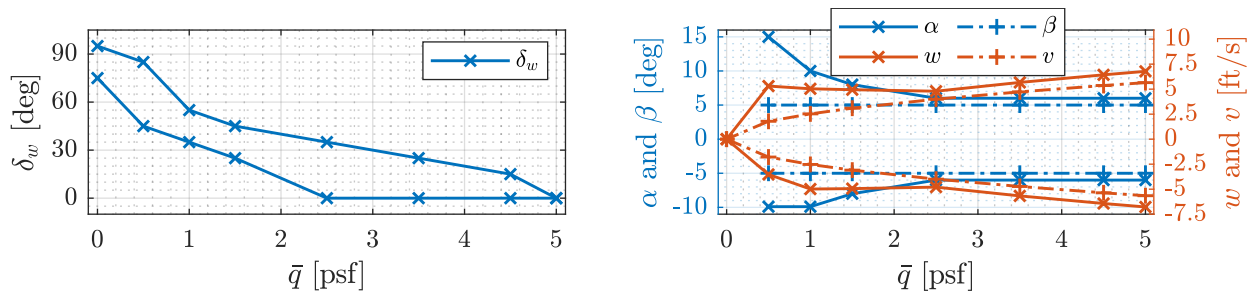 δ_w [deg]
90
60
30
0
0 1 2 3 4 5
q̄ [psf]
δ_w
α and β [deg]
15
10
5
0
-5
-10
0 1 2 3 4 5
q̄ [psf]
α β
w v
10
7.5
5
2.5
0
-2.5
-5
-7.5
w and v [ft/s]